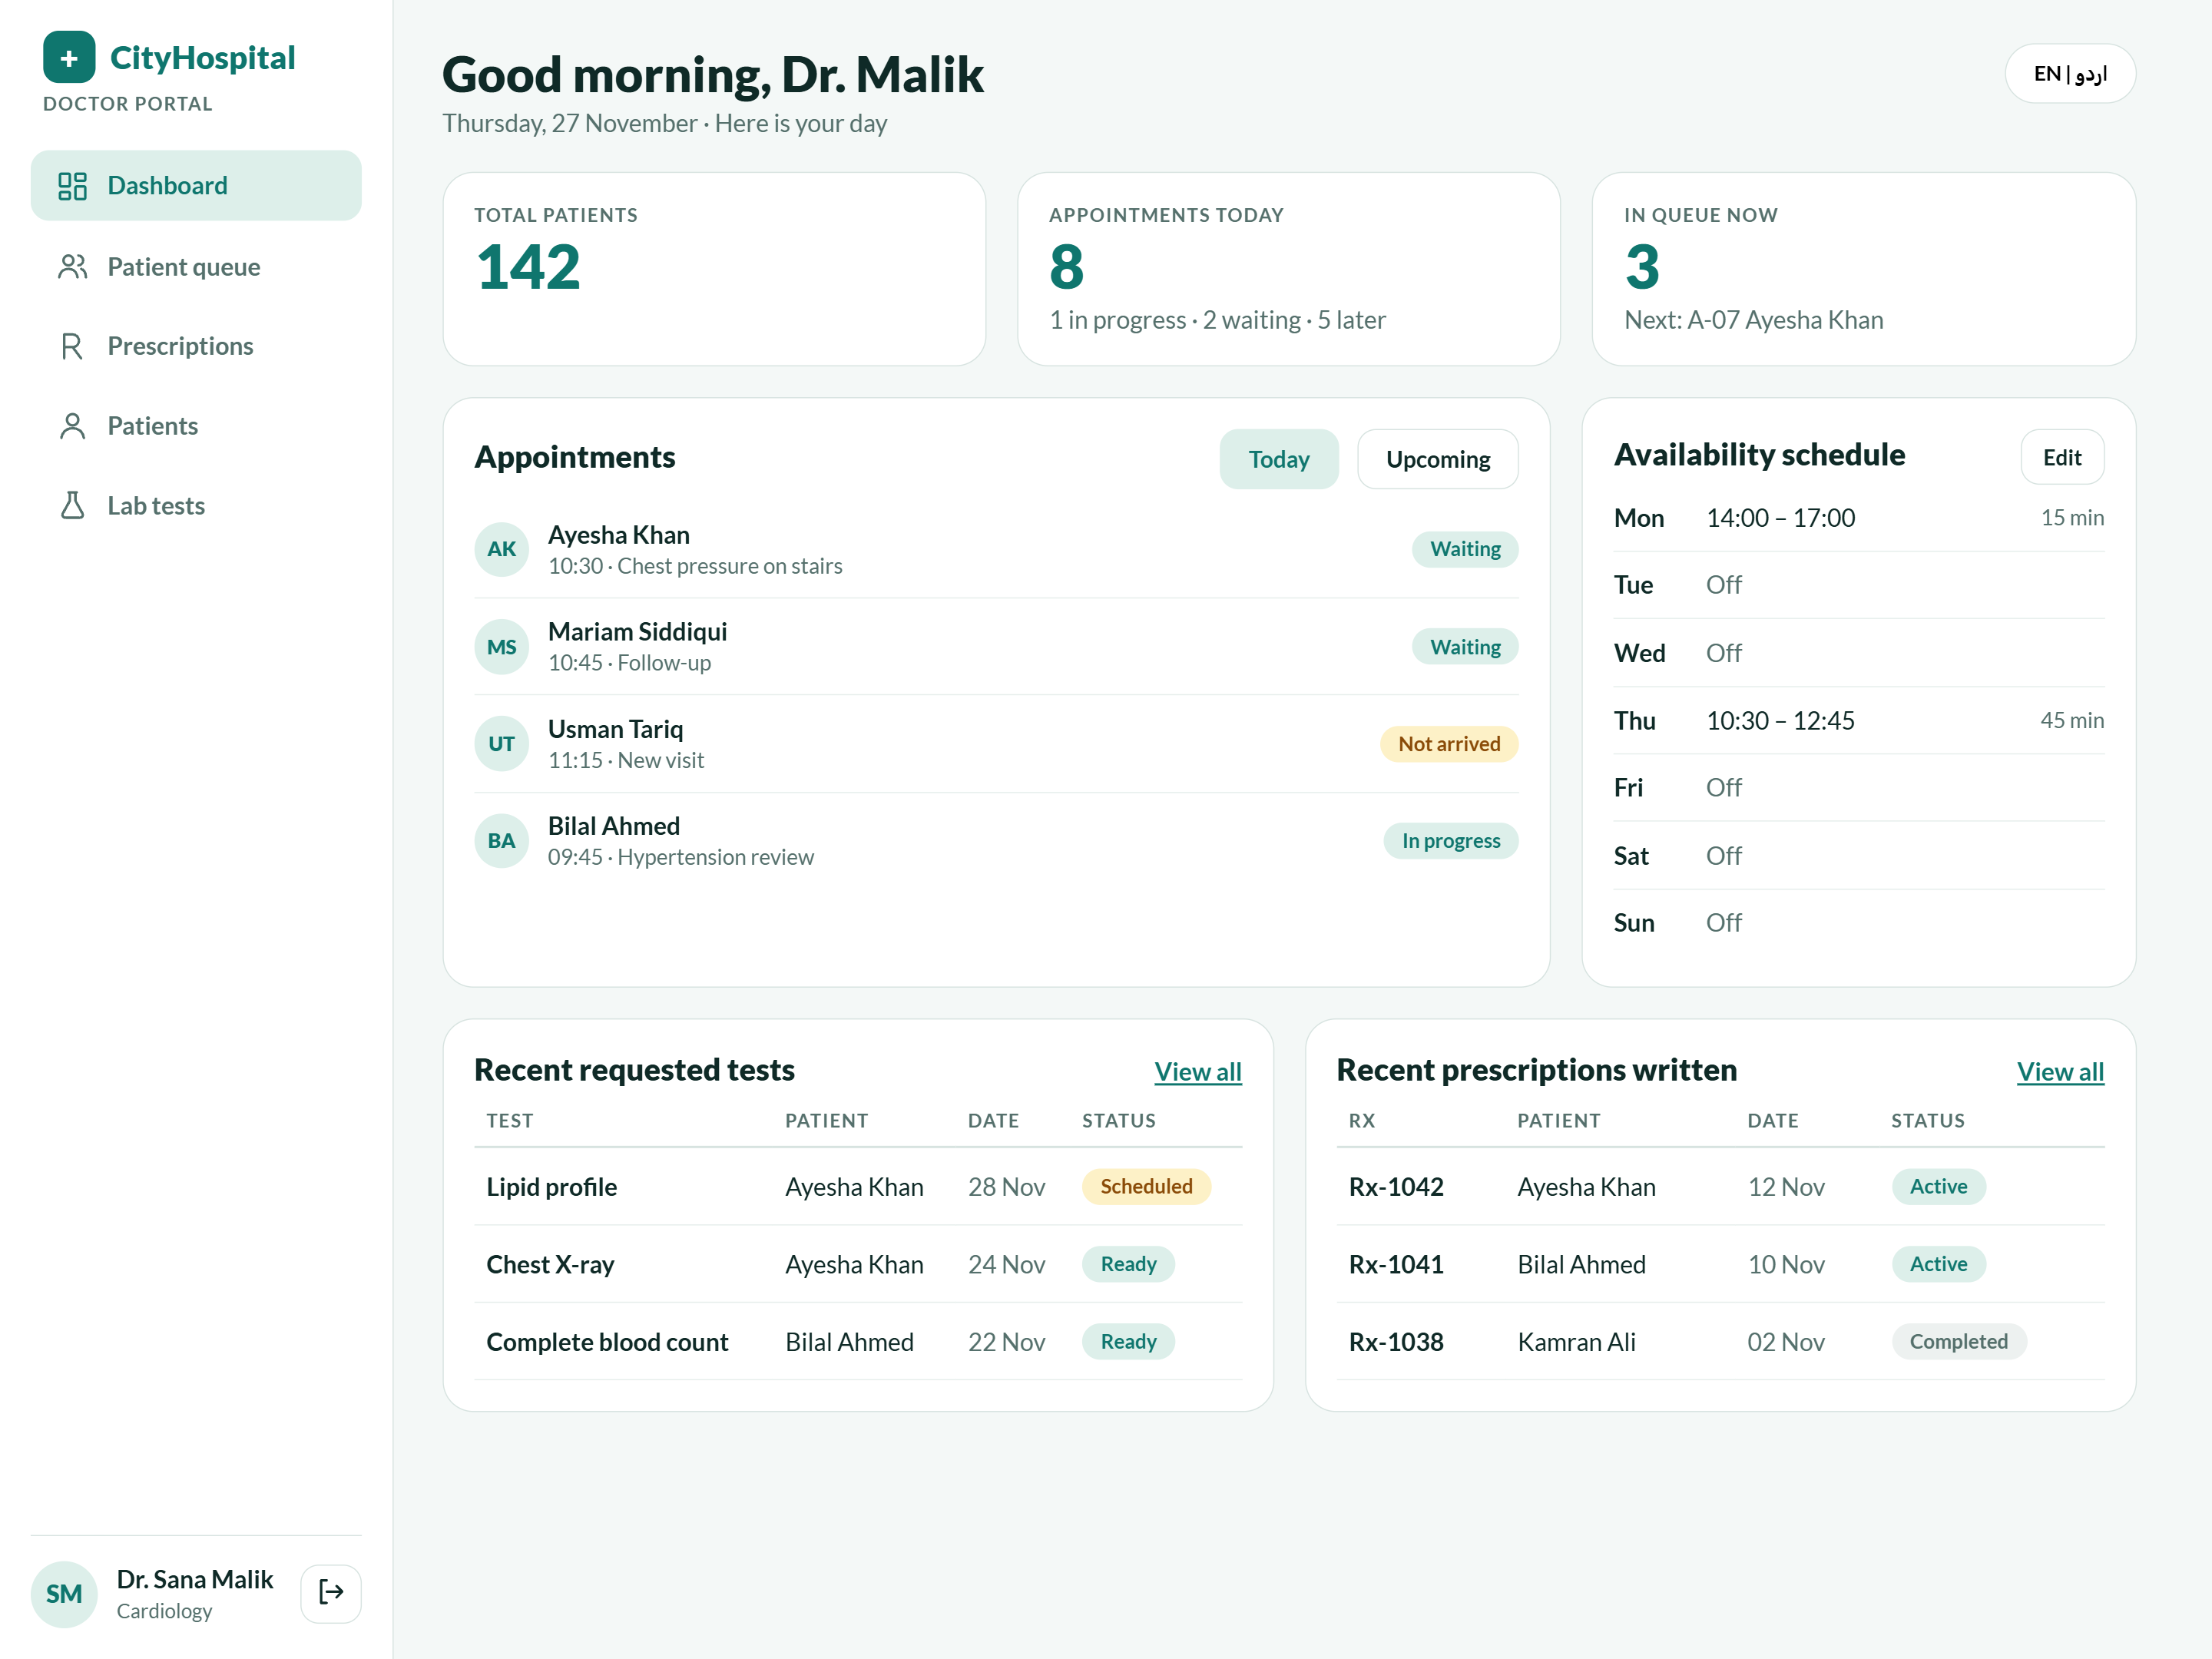 + CityHospital
DOCTOR PORTAL
Dashboard
Patient queue
Prescriptions
Patients
Lab tests
SM Dr. Sana Malik
Cardiology
Good morning, Dr. Malik
Thursday, 27 November · Here is your day
EN | اردو
TOTAL PATIENTS
142
APPOINTMENTS TODAY
8
1 in progress · 2 waiting · 5 later
IN QUEUE NOW
3
Next: A-07 Ayesha Khan
Appointments Today Upcoming
AK Ayesha Khan Waiting
10:30 · Chest pressure on stairs
MS Mariam Siddiqui Waiting
10:45 · Follow-up
UT Usman Tariq Not arrived
11:15 · New visit
BA Bilal Ahmed In progress
09:45 · Hypertension review
Availability schedule Edit
Mon 14:00 – 17:00 15 min
Tue Off
Wed Off
Thu 10:30 – 12:45 45 min
Fri Off
Sat Off
Sun Off
Recent requested tests View all
TEST PATIENT DATE STATUS
Lipid profile Ayesha Khan 28 Nov Scheduled
Chest X-ray Ayesha Khan 24 Nov Ready
Complete blood count Bilal Ahmed 22 Nov Ready
Recent prescriptions written View all
RX PATIENT DATE STATUS
Rx-1042 Ayesha Khan 12 Nov Active
Rx-1041 Bilal Ahmed 10 Nov Active
Rx-1038 Kamran Ali 02 Nov Completed